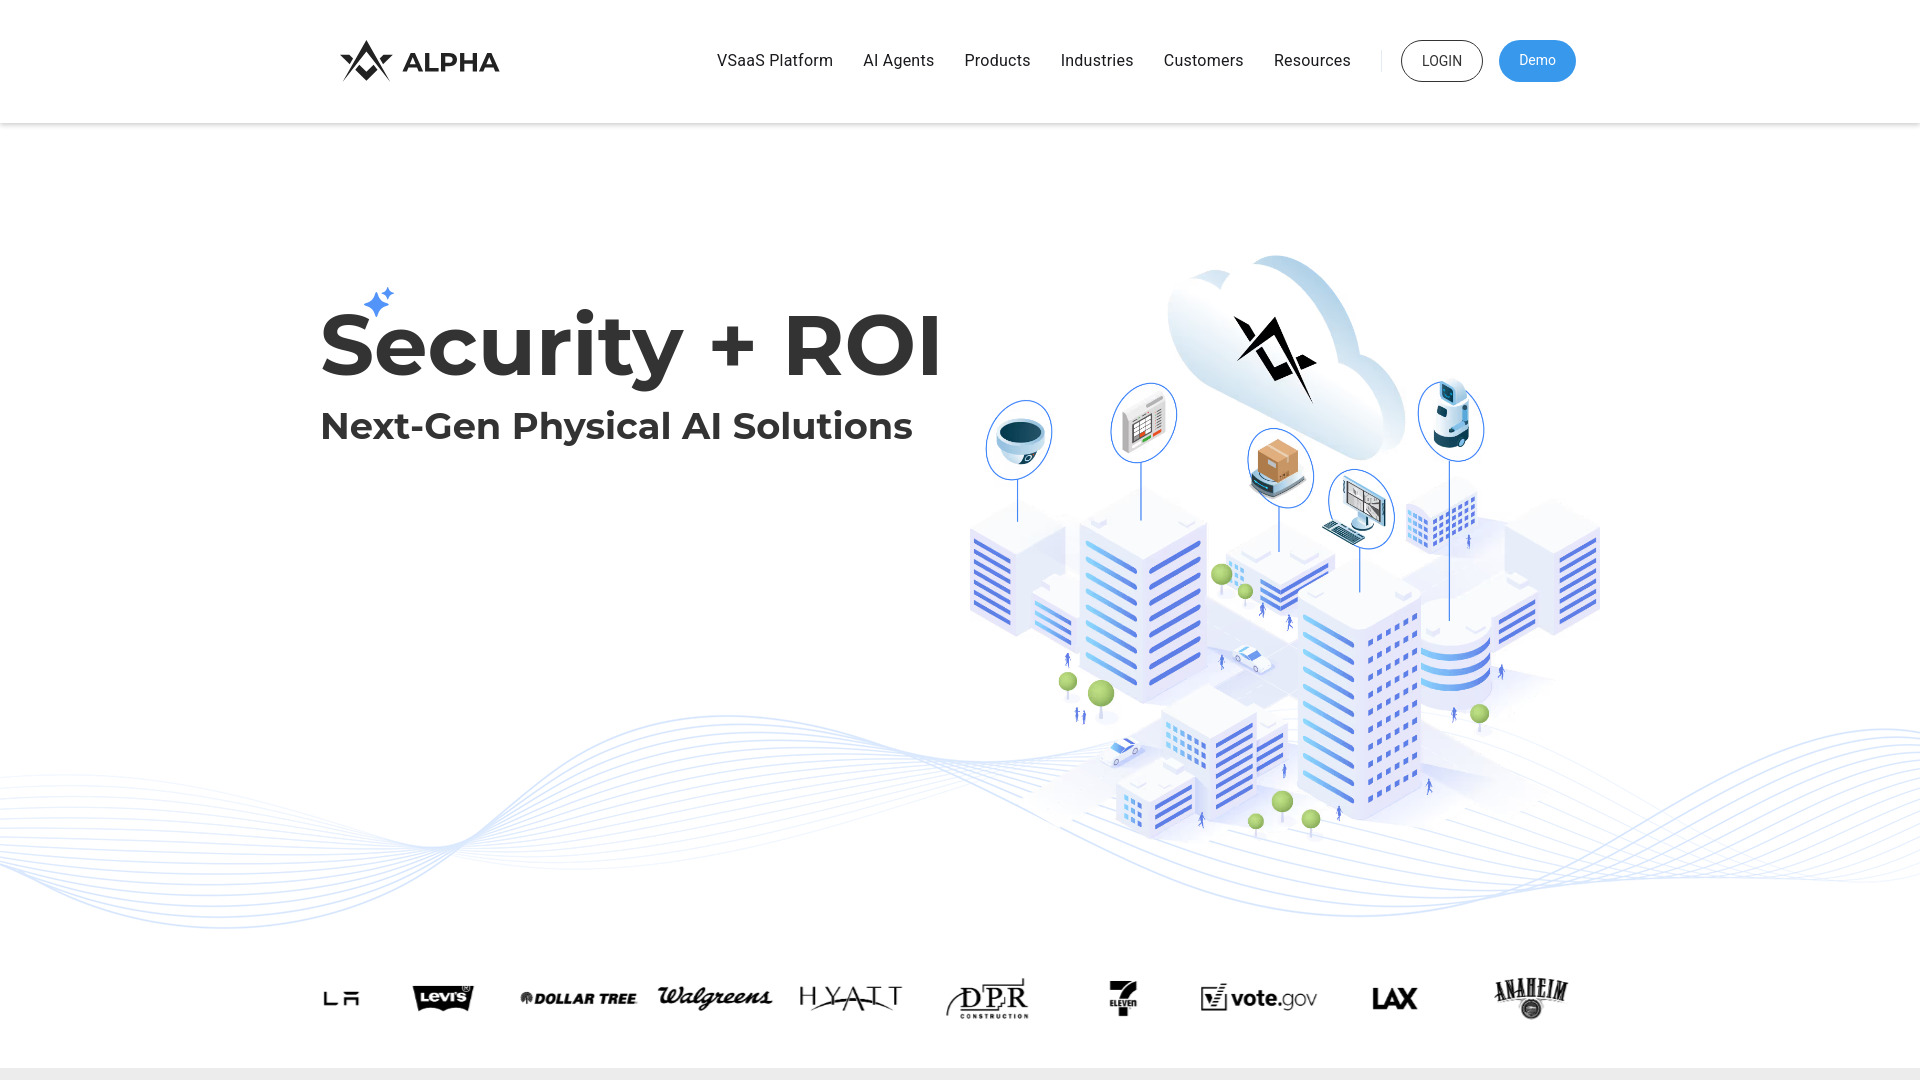 ALPHA
VSaaS Platform
AI Agents
Products
Industries
Customers
Resources
LOGIN
Demo
Security + ROI
Next-Gen Physical AI Solutions
LEVI'S
DOLLAR TREE
Walgreens
HYATT
DPR
CONSTRUCTION
7
ELEVEN
vote.gov
LAX
ANAHEIM